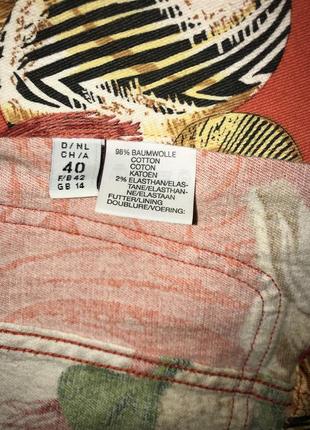 D/NL
CH/A
40
F/B 42
GB 14
98% BAUMWOLLE
COTTON
COTON
KATOEN
2% ELASTHAN/ELAS-
TANE/ELASTHAN-
NE/ELASTAAN
FUTTER/LINING
DOUBLURE/VOERING: